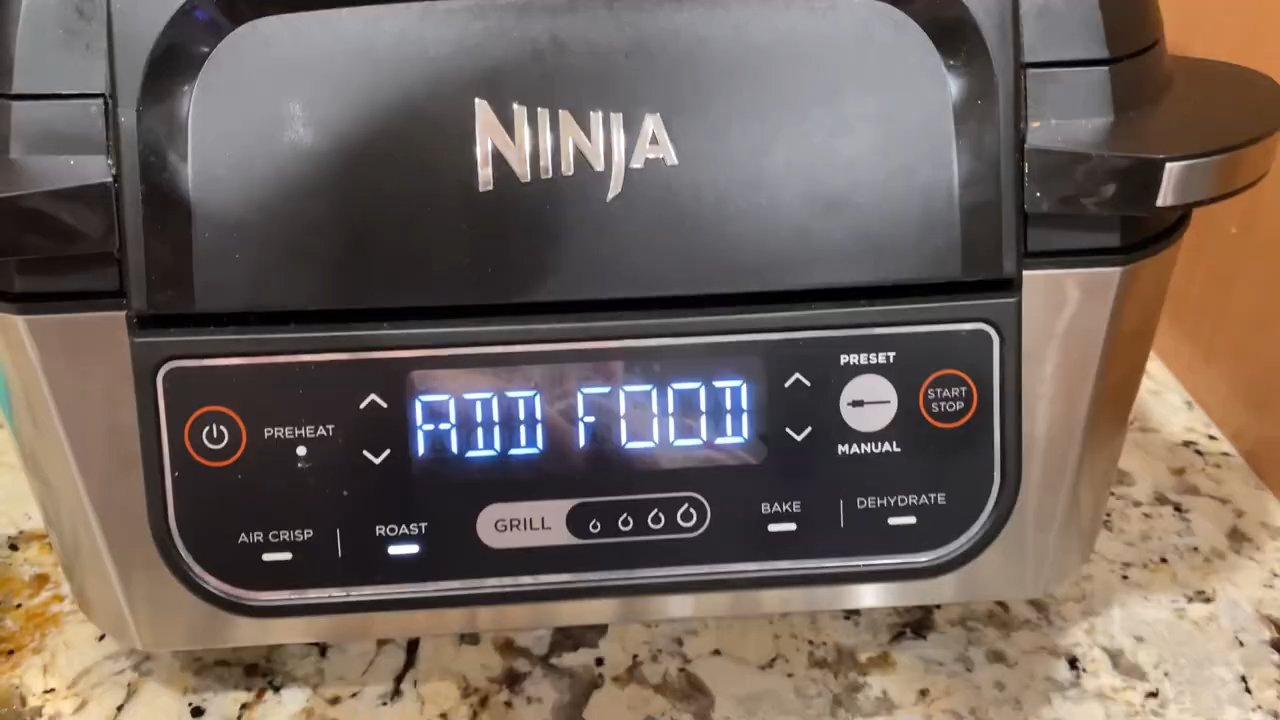 NINJA
PRESET
START
STOP
PREHEAT
ADD FOOD
MANUAL
AIR CRISP
ROAST
GRILL
BAKE
DEHYDRATE